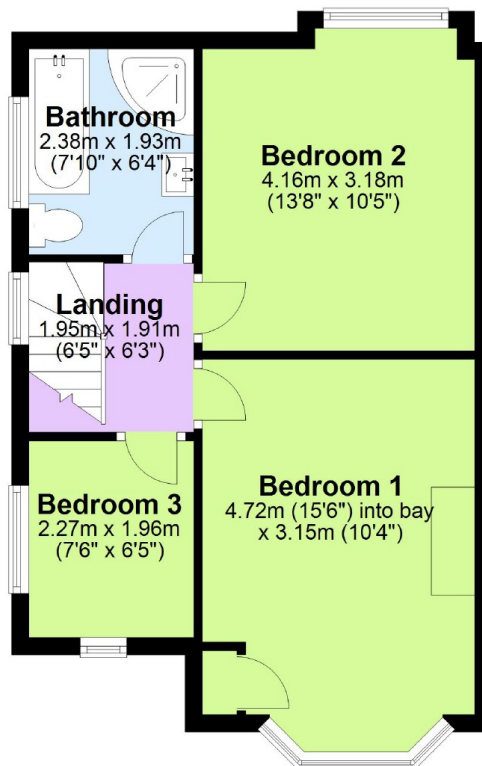 Bathroom
2.38m x 1.93m
(7'10" x 6'4")
Bedroom 2
4.16m x 3.18m
(13'8" x 10'5")
Landing
1.95m x 1.91m
(6'5" x 6'3")
Bedroom 1
4.72m (15'6") into bay
x 3.15m (10'4")
Bedroom 3
2.27m x 1.96m
(7'6" x 6'5")